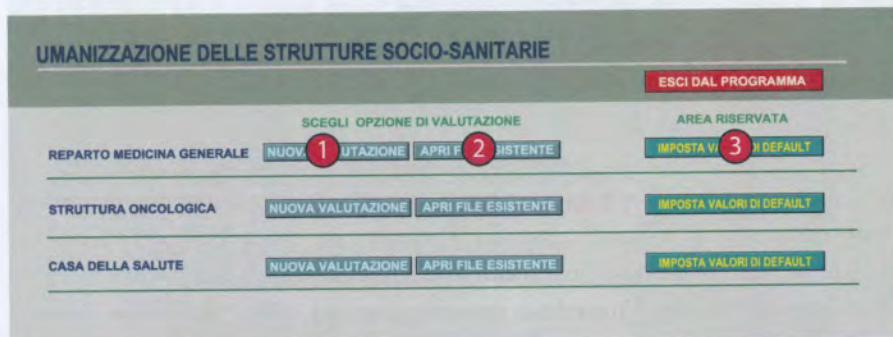 UMANIZZAZIONE DELLE STRUTTURE SOCIO-SANITARIE
ESCI DAL PROGRAMMA
SCEGLI OPZIONE DI VALUTAZIONE AREA RISERVATA
REPARTO MEDICINA GENERALE NUOV 1 UTAZIONE APRI F 2 SISTENTE IMPOSTA V 3 I DEFAULT
STRUTTURA ONCOLOGICA NUOVA VALUTAZIONE APRI FILE ESISTENTE IMPOSTA VALORI DI DEFAULT
CASA DELLA SALUTE NUOVA VALUTAZIONE APRI FILE ESISTENTE IMPOSTA VALORI DI DEFAULT